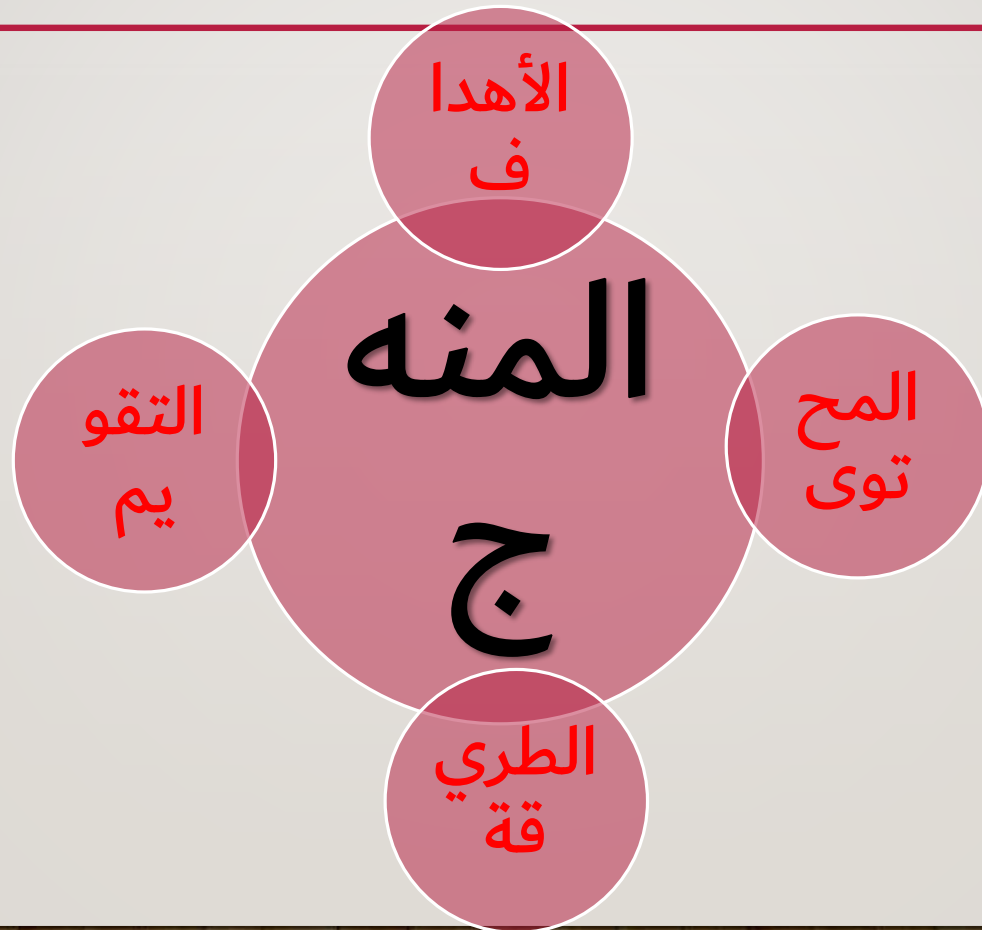 الأهدا
ف
المنه
ج
المح
توى
التقو
يم
الطري
قة